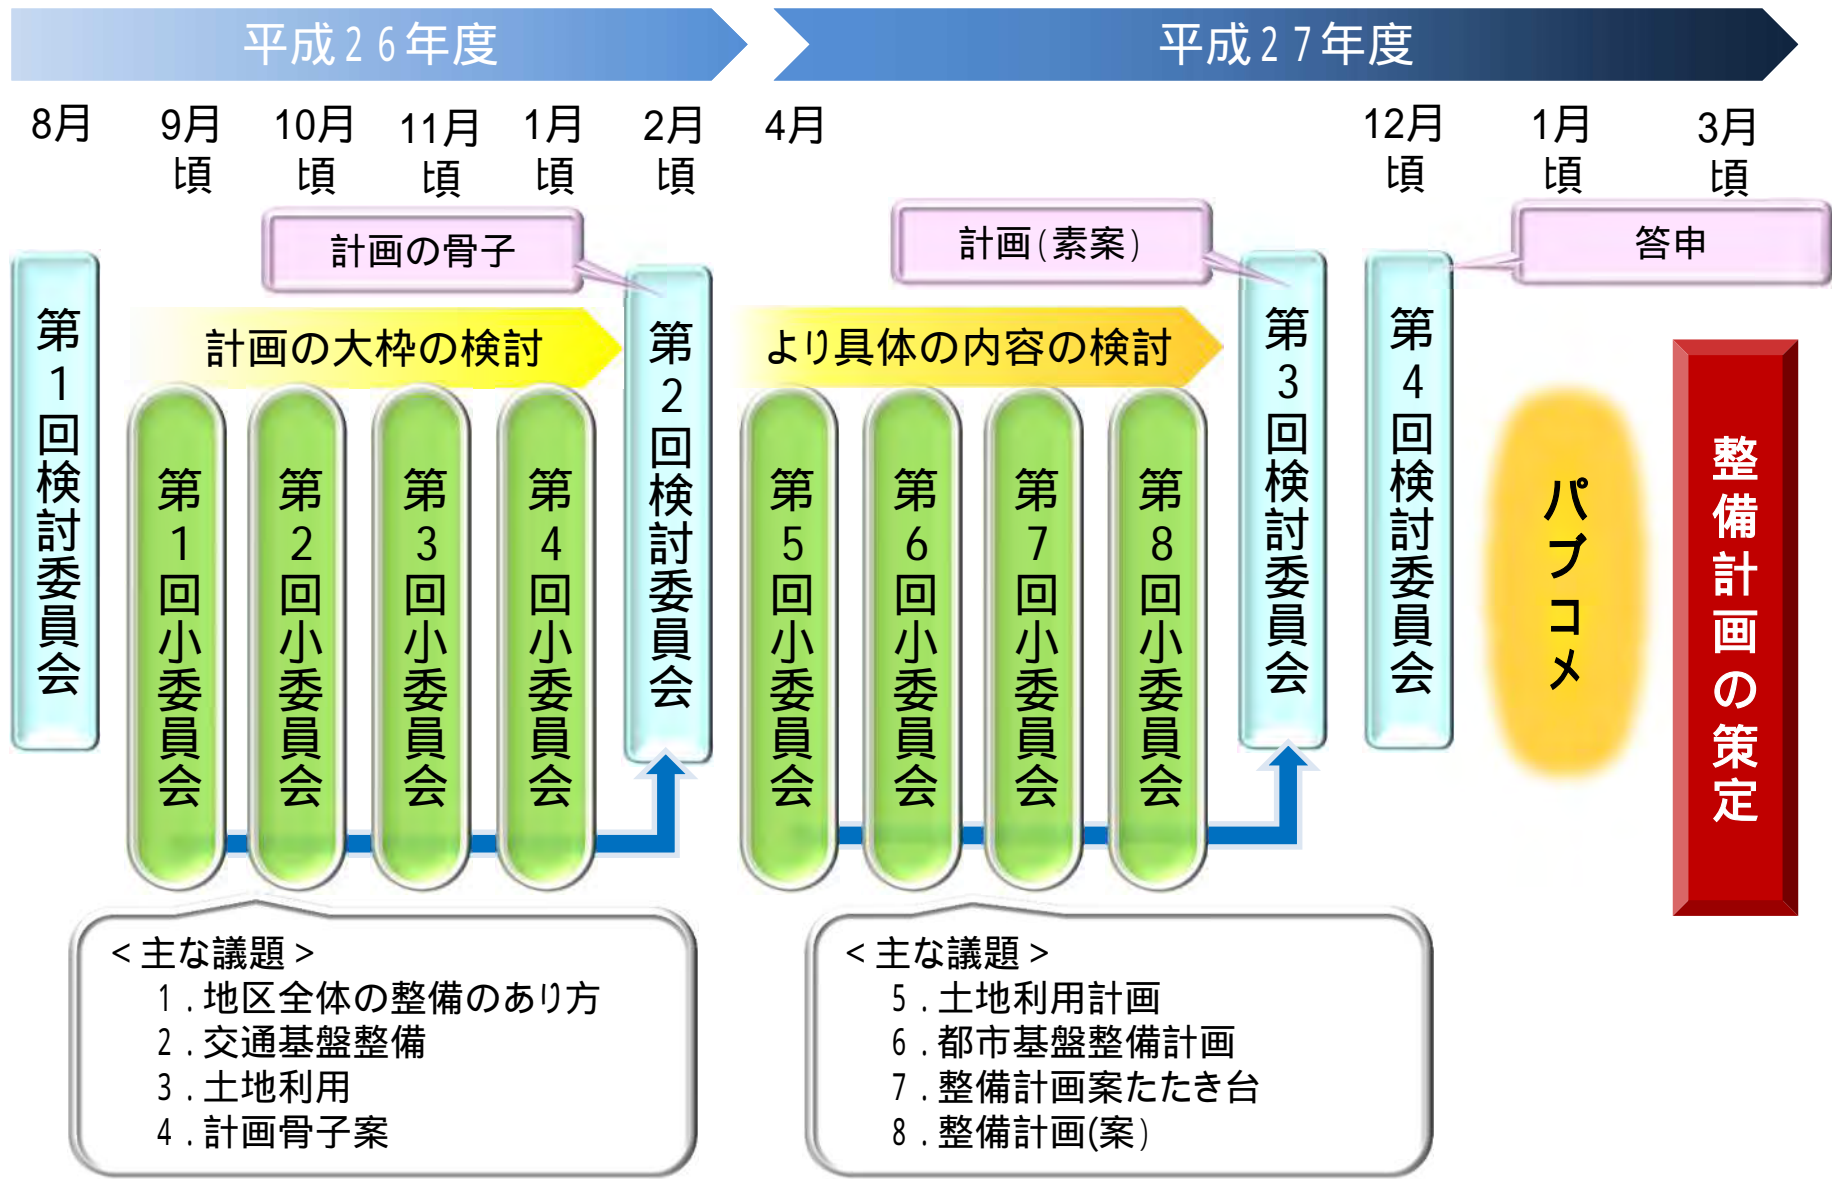 平成２６年度
平成２７年度
8月
9月頃
10月頃
11月頃
1月頃
2月頃
4月
12月頃
1月頃
3月頃
計画の骨子
計画(素案)
答申
計画の大枠の検討
より具体の内容の検討
第1回検討委員会
第1回小委員会
第2回小委員会
第3回小委員会
第4回小委員会
第2回検討委員会
第5回小委員会
第6回小委員会
第7回小委員会
第8回小委員会
第3回検討委員会
第4回検討委員会
パブコメ
整備計画の策定
<主な議題>
１．地区全体の整備のあり方
２．交通基盤整備
３．土地利用
４．計画骨子案
<主な議題>
５．土地利用計画
６．都市基盤整備計画
７．整備計画案たたき台
８．整備計画(案)